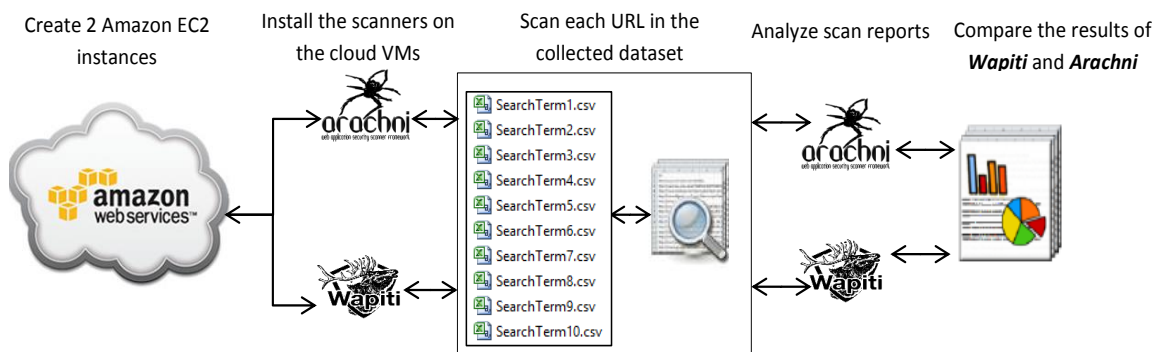 Create 2 Amazon EC2
instances
Install the scanners on
the cloud VMs
Scan each URL in the
collected dataset
Analyze scan reports
Compare the results of
Wapiti and Arachni
amazon
web services™
arachni
web application security scanner framework
Wapiti
SearchTerm1.csv
SearchTerm2.csv
SearchTerm3.csv
SearchTerm4.csv
SearchTerm5.csv
SearchTerm6.csv
SearchTerm7.csv
SearchTerm8.csv
SearchTerm9.csv
SearchTerm10.csv
arachni
web application security scanner framework
Wapiti